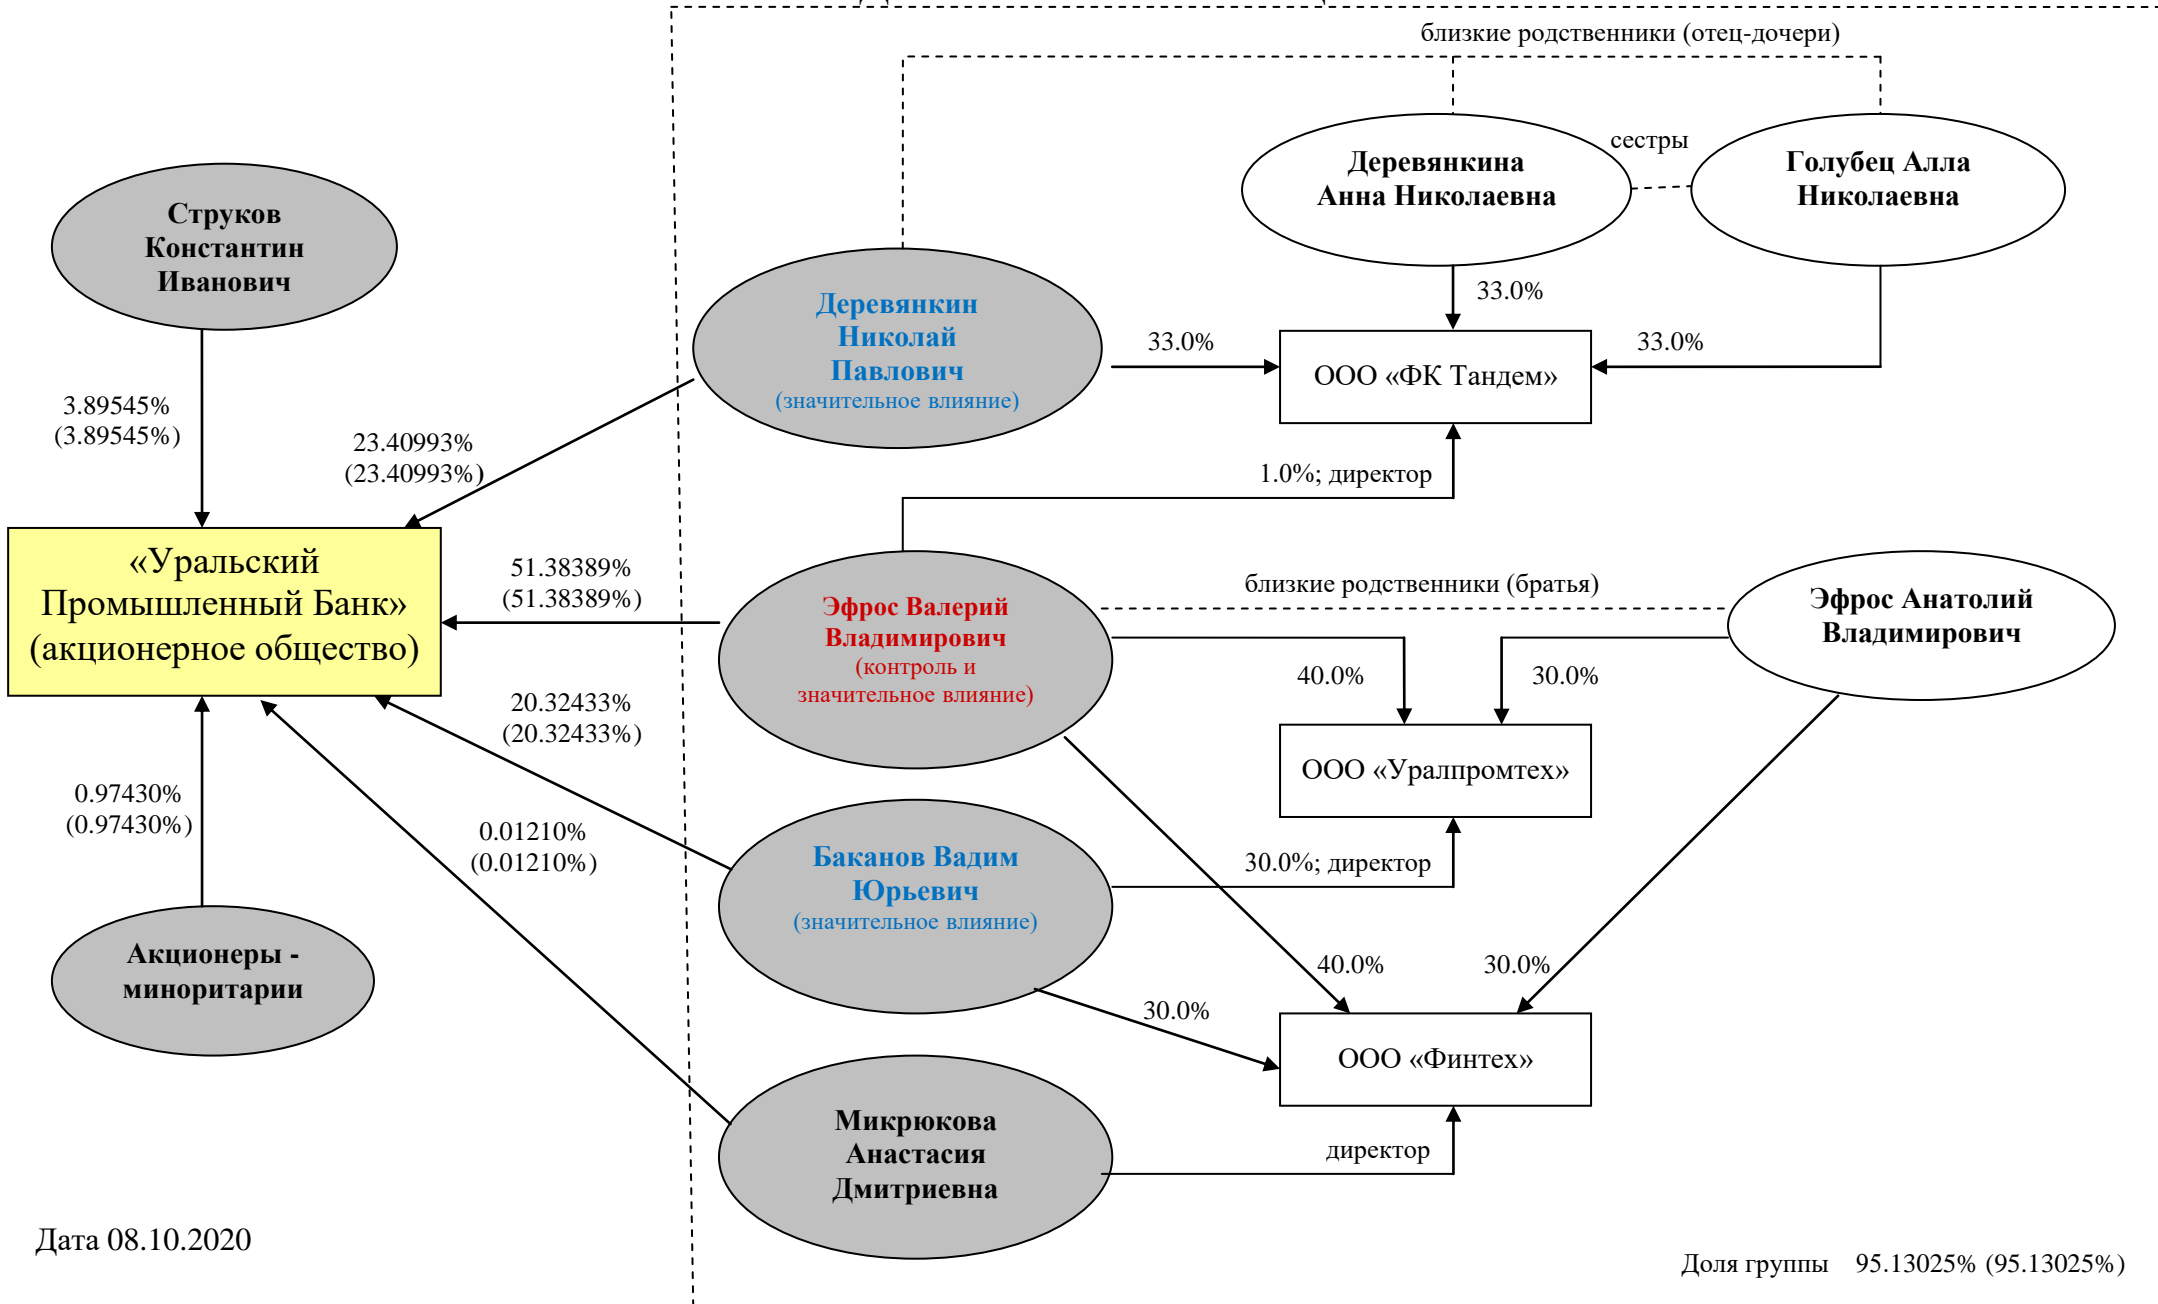 близкие родственники (отец-дочери)
сестры
Деревянкина
Анна Николаевна
Голубец Алла
Николаевна
Струков
Константин
Иванович
Деревянкин
Николай
Павлович
(значительное влияние)
33.0%
33.0%
33.0%
ООО «ФК Тандем»
3.89545%
(3.89545%)
23.40993%
(23.40993%)
1.0%; директор
«Уральский
Промышленный Банк»
(акционерное общество)
51.38389%
(51.38389%)
Эфрос Валерий
Владимирович
(контроль и
значительное влияние)
близкие родственники (братья)
Эфрос Анатолий
Владимирович
40.0%
30.0%
20.32433%
(20.32433%)
ООО «Уралпромтех»
0.97430%
(0.97430%)
0.01210%
(0.01210%)
Баканов Вадим
Юрьевич
(значительное влияние)
30.0%; директор
Акционеры -
миноритарии
40.0%
30.0%
30.0%
ООО «Финтех»
Микрюкова
Анастасия
Дмитриевна
директор
Дата 08.10.2020
Доля группы 95.13025% (95.13025%)